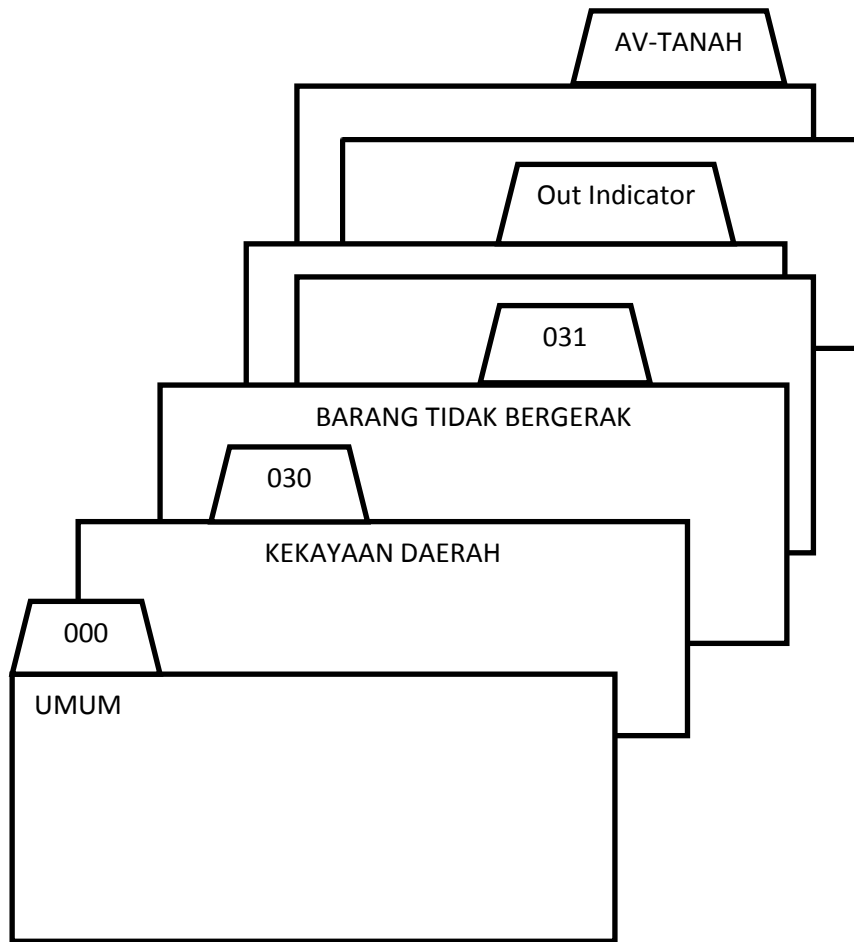 AV-TANAH
Out Indicator
031
BARANG TIDAK BERGERAK
030
KEKAYAAN DAERAH
000
UMUM